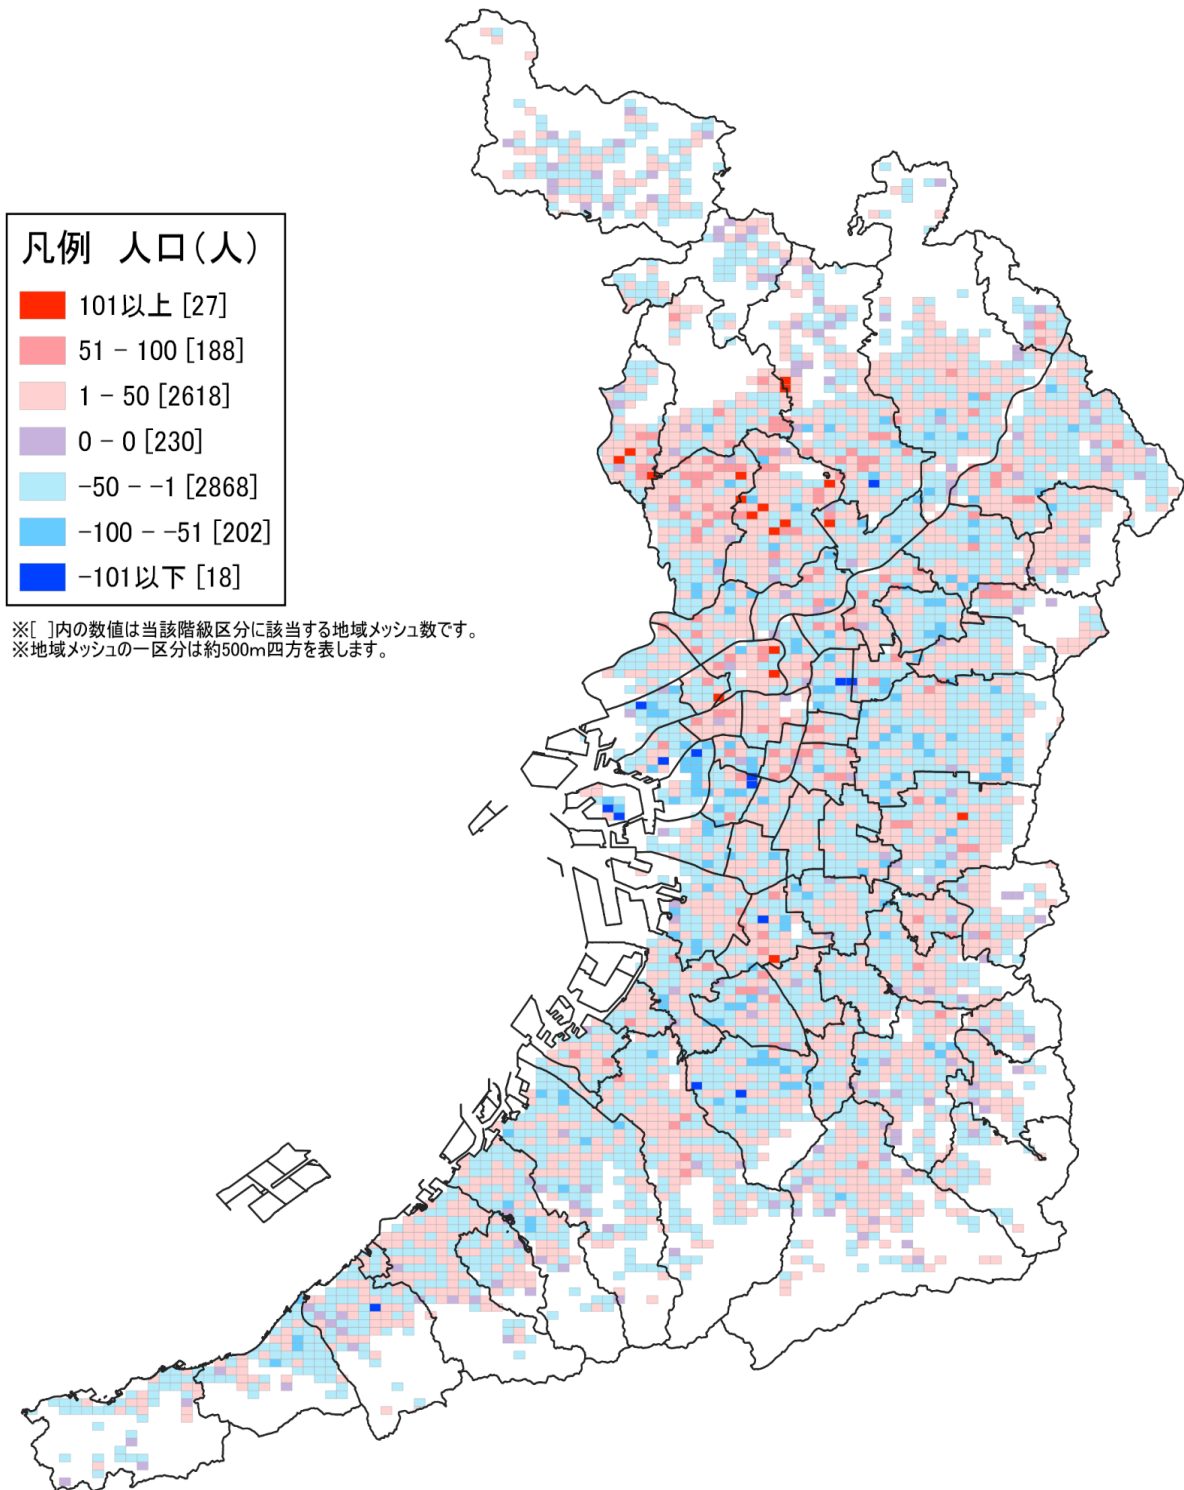 凡例 人口(人)
101以上 [27]
51 - 100 [188]
1 - 50 [2618]
0 - 0 [230]
-50 - -1 [2868]
-100 - -51 [202]
-101以下 [18]
※[ ]内の数値は当該階級区分に該当する地域メッシュ数です。
※地域メッシュの一区分は約500m四方を表します。